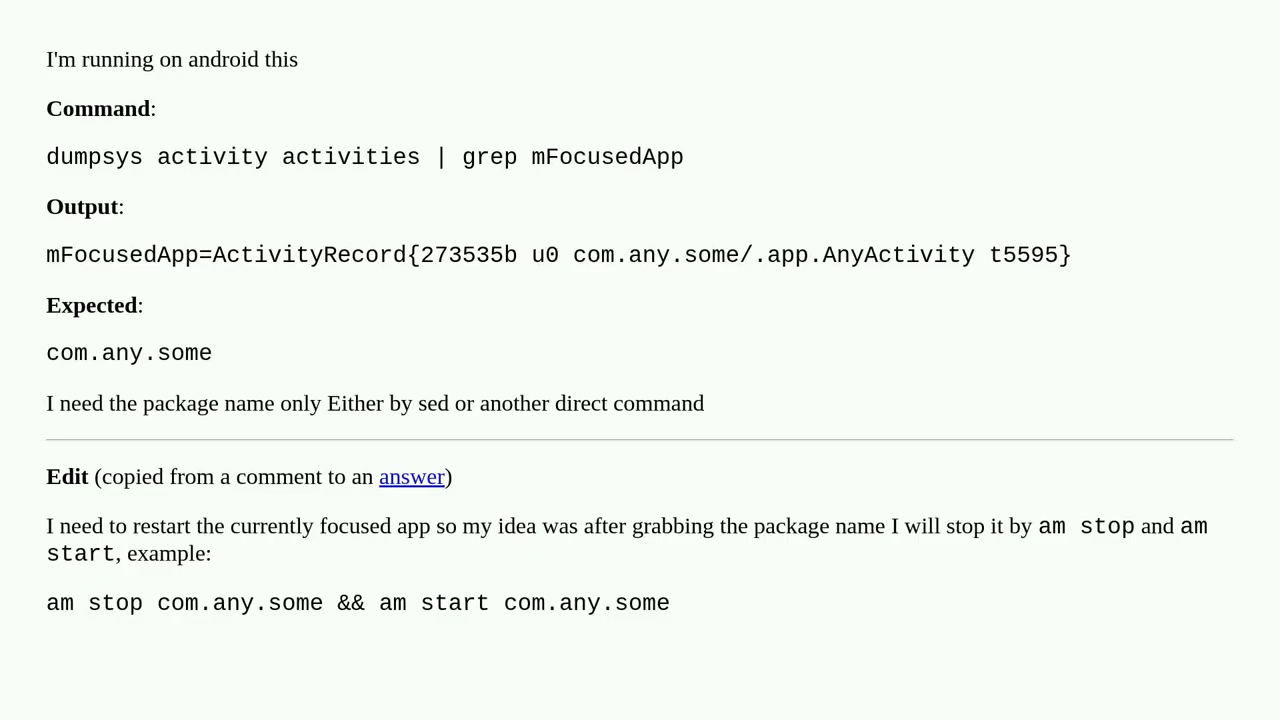 I'm running on android this
Command:
dumpsys activity activities | grep mFocusedApp
Output:
mFocusedApp=ActivityRecord{273535b u0 com.any.some/.app.AnyActivity t5595}
Expected:
com.any.some
I need the package name only Either by sed or another direct command
Edit (copied from a comment to an answer)
I need to restart the currently focused app so my idea was after grabbing the package name I will stop it by am stop and am
start, example:
am stop com.any.some && am start com.any.some